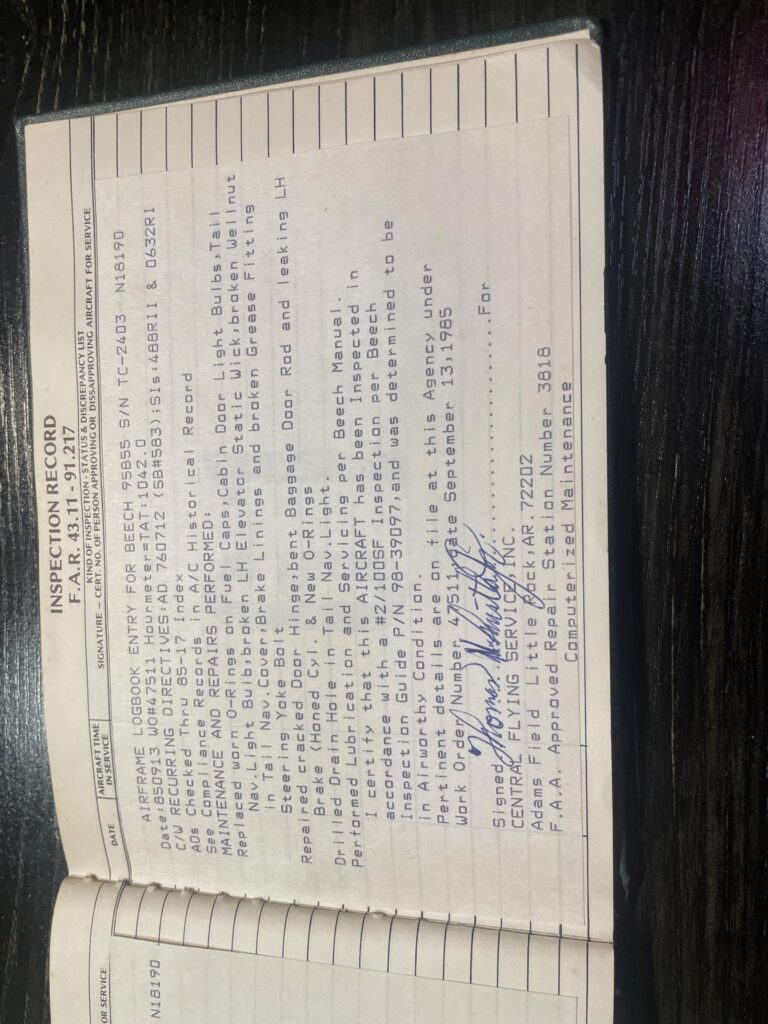 INSPECTION RECORD
F.A.R. 43.11 - 91.217
KIND OF INSPECTION - STATUS & DISCREPANCY LIST
DATE
AIRCRAFT TIME IN SERVICE
SIGNATURE – CERT. NO. OF PERSON APPROVING OR DISSAPPROVING AIRCRAFT FOR SERVICE
AIRFRAME LOGBOOK ENTRY FOR BEECH 95B55 S/N TC-2403 N18190
Date:850913 WO#47511 Hourmeter=TAT:1042.0
C/W RECURRING DIRECTIVES:AD 760712 (SB#583);SIs:488RII & 0632RI
ADs Checked Thru 85-17 Index
See Compliance Records in A/C Historical Record
MAINTENANCE AND REPAIRS PERFORMED:
Replaced worn O-Rings on Fuel Caps,Cabin Door Light Bulbs,Tail
Nav.Light Bulb,broken LH Elevator Static Wick,broken Wellnut
in Tail Nav.Cover,Brake Linings and broken Grease Fitting
Steering Yoke Bolt
Repaired cracked Door Hinge,bent Baggage Door Rod and leaking LH
Brake (Honed Cyl. & New O-Rings
Drilled Drain Hole in Tail Nav.Light.
Performed Lubrication and Servicing per Beech Manual.
I certify that this AIRCRAFT has been Inspected in
accordance with a #2/100SF Inspection per Beech
Inspection Guide P/N 98-39097,and was determined to be
in Airworthy Condition.
Pertinent details are on file at this Agency under
Work Order Number 47511,Date September 13,1985
Signed ....................For
CENTRAL FLYING SERVICE,INC.
Adams Field Little Rock,AR.72202
F.A.A. Approved Repair Station Number 3818
Computerized Maintenance
OR SERVICE
N18190